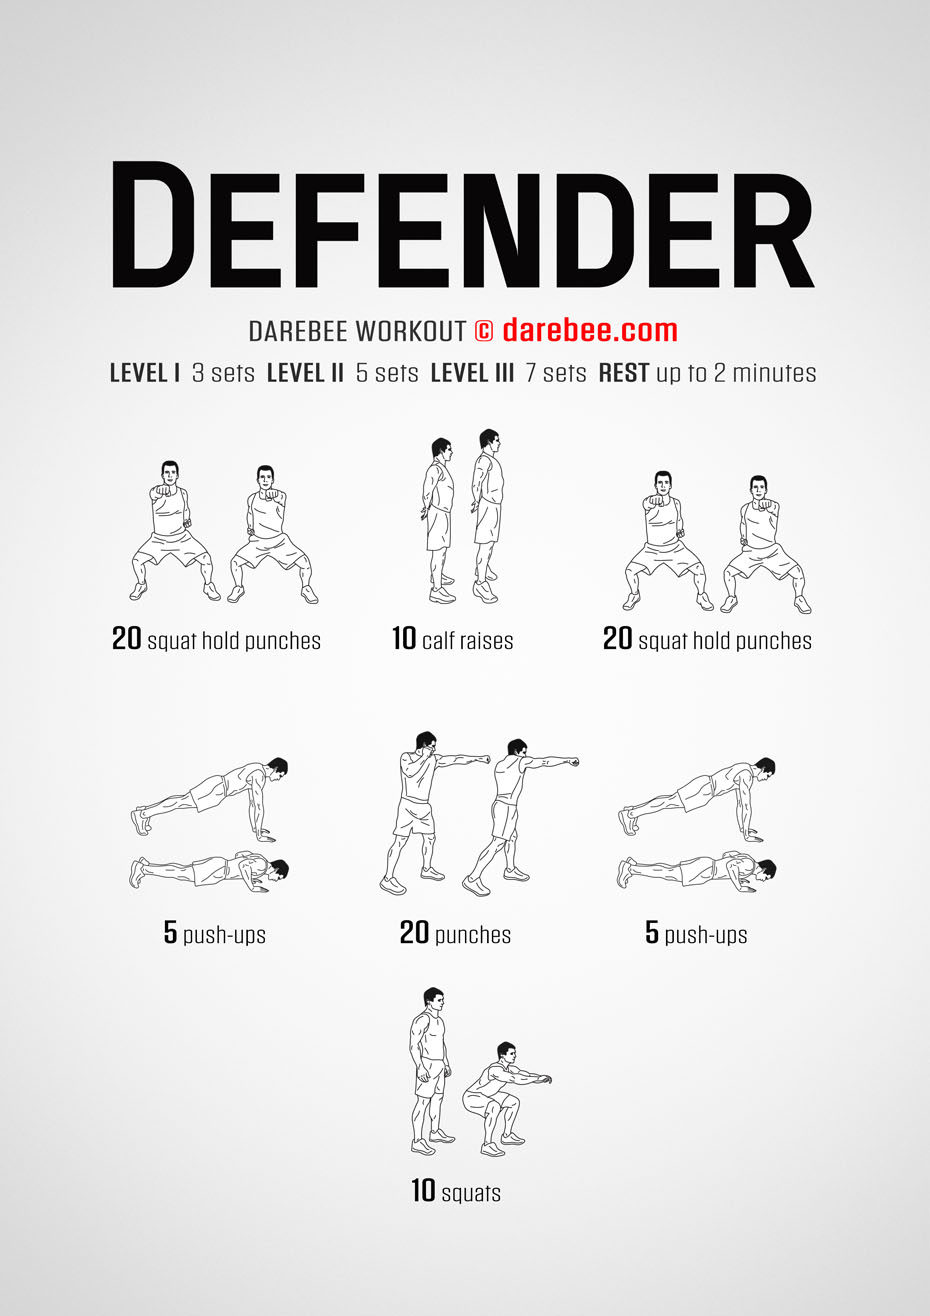 DEFENDER
DAREBEE WORKOUT © darebee.com
LEVEL I 3 sets LEVEL II 5 sets LEVEL III 7 sets REST up to 2 minutes
20 squat hold punches
10 calf raises
20 squat hold punches
5 push-ups
20 punches
5 push-ups
10 squats